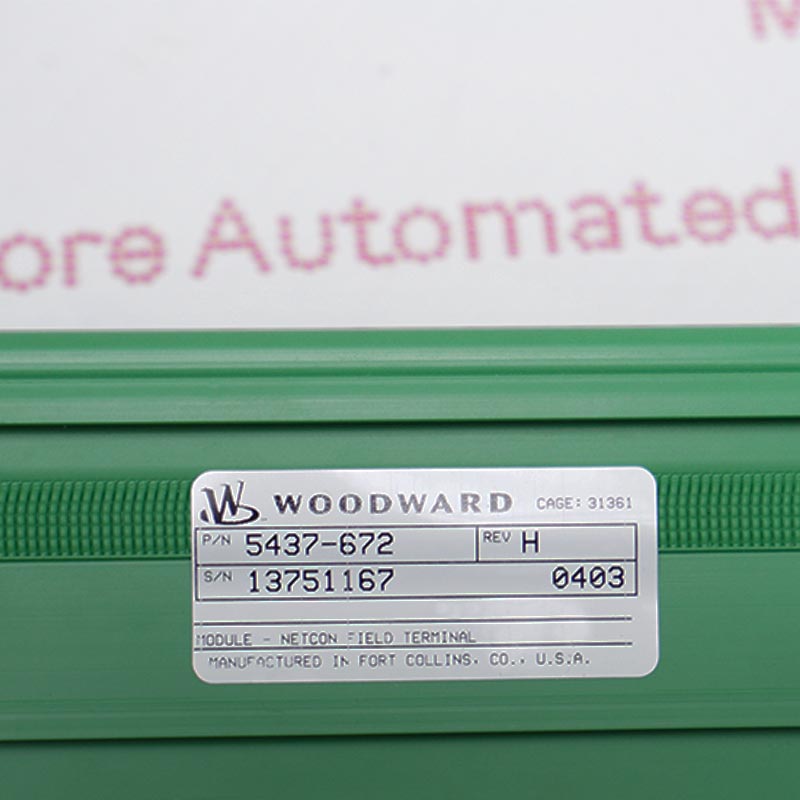 M
ore Automated
WOODWARD CAGE: 31361
P/N 5437-672 REV H
S/N 13751167 0403
MODULE - NETCON FIELD TERMINAL
MANUFACTURED IN FORT COLLINS, CO., U.S.A.